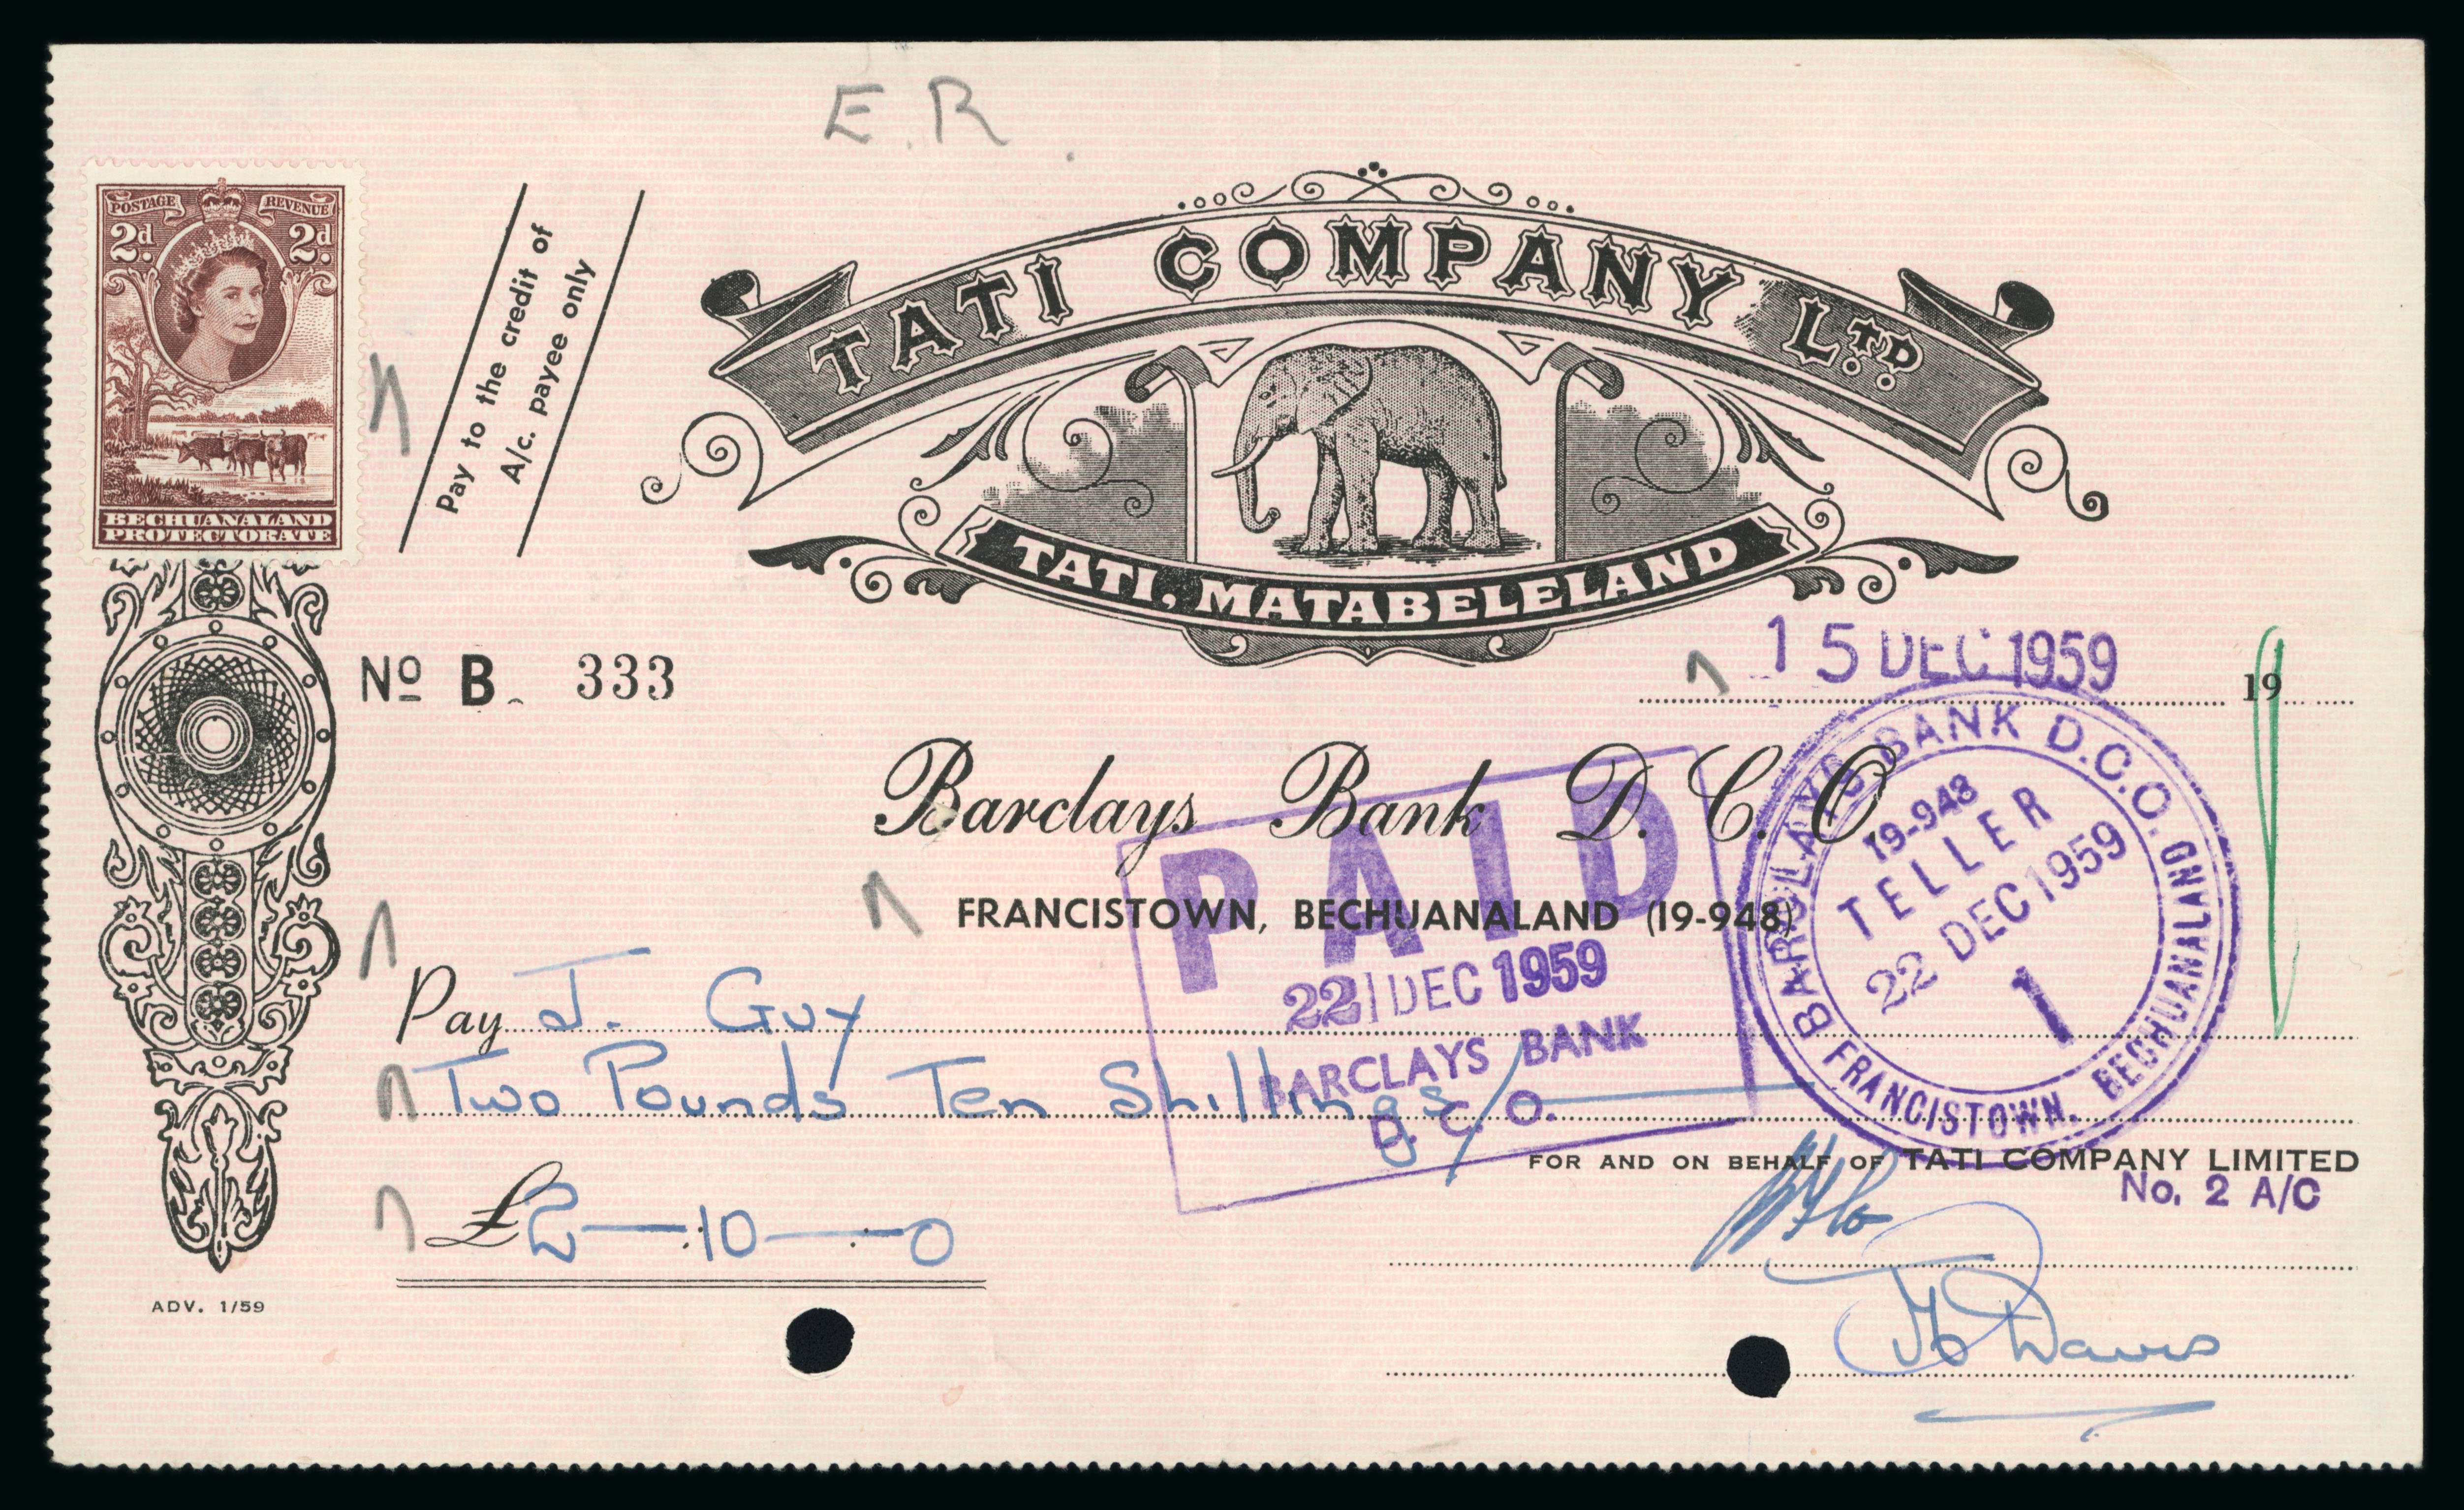 E.R.
POSTAGE REVENUE
2d. 2d.
BECHUANALAND
PROTECTORATE
Pay to the credit of
A/c. payee only
TATI COMPANY LTD.
TATI, MATABELELAND
No B. 333
15 DEC 1959 19
Barclays Bank D. C. O
FRANCISTOWN, BECHUANALAND (19-948)
PAID
22 DEC 1959
BARCLAYS BANK
D. C. O.
BARCLAYS BANK D.C.O.
19-948
TELLER
22 DEC 1959
1
FRANCISTOWN, BECHUANALAND
Pay J. Guy
Two Pounds Ten Shillings/
FOR AND ON BEHALF OF TATI COMPANY LIMITED
No. 2 A/C
£2—:10—:—0
Davis
ADV. 1/59